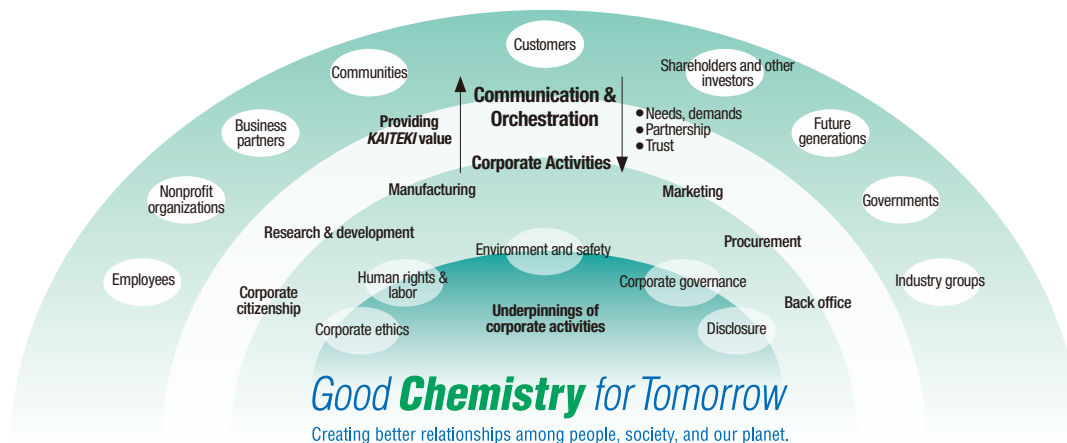 Customers
Communities
Shareholders and other
investors
Communication &
Orchestration
Providing
KAITEKI value
● Needs, demands
● Partnership
● Trust
Business
partners
Future
generations
Corporate Activities
Manufacturing
Marketing
Nonprofit
organizations
Governments
Research & development
Procurement
Environment and safety
Employees
Human rights &
labor
Corporate governance
Industry groups
Corporate
citizenship
Back office
Underpinnings of
corporate activities
Corporate ethics
Disclosure
Good Chemistry for Tomorrow
Creating better relationships among people, society, and our planet.